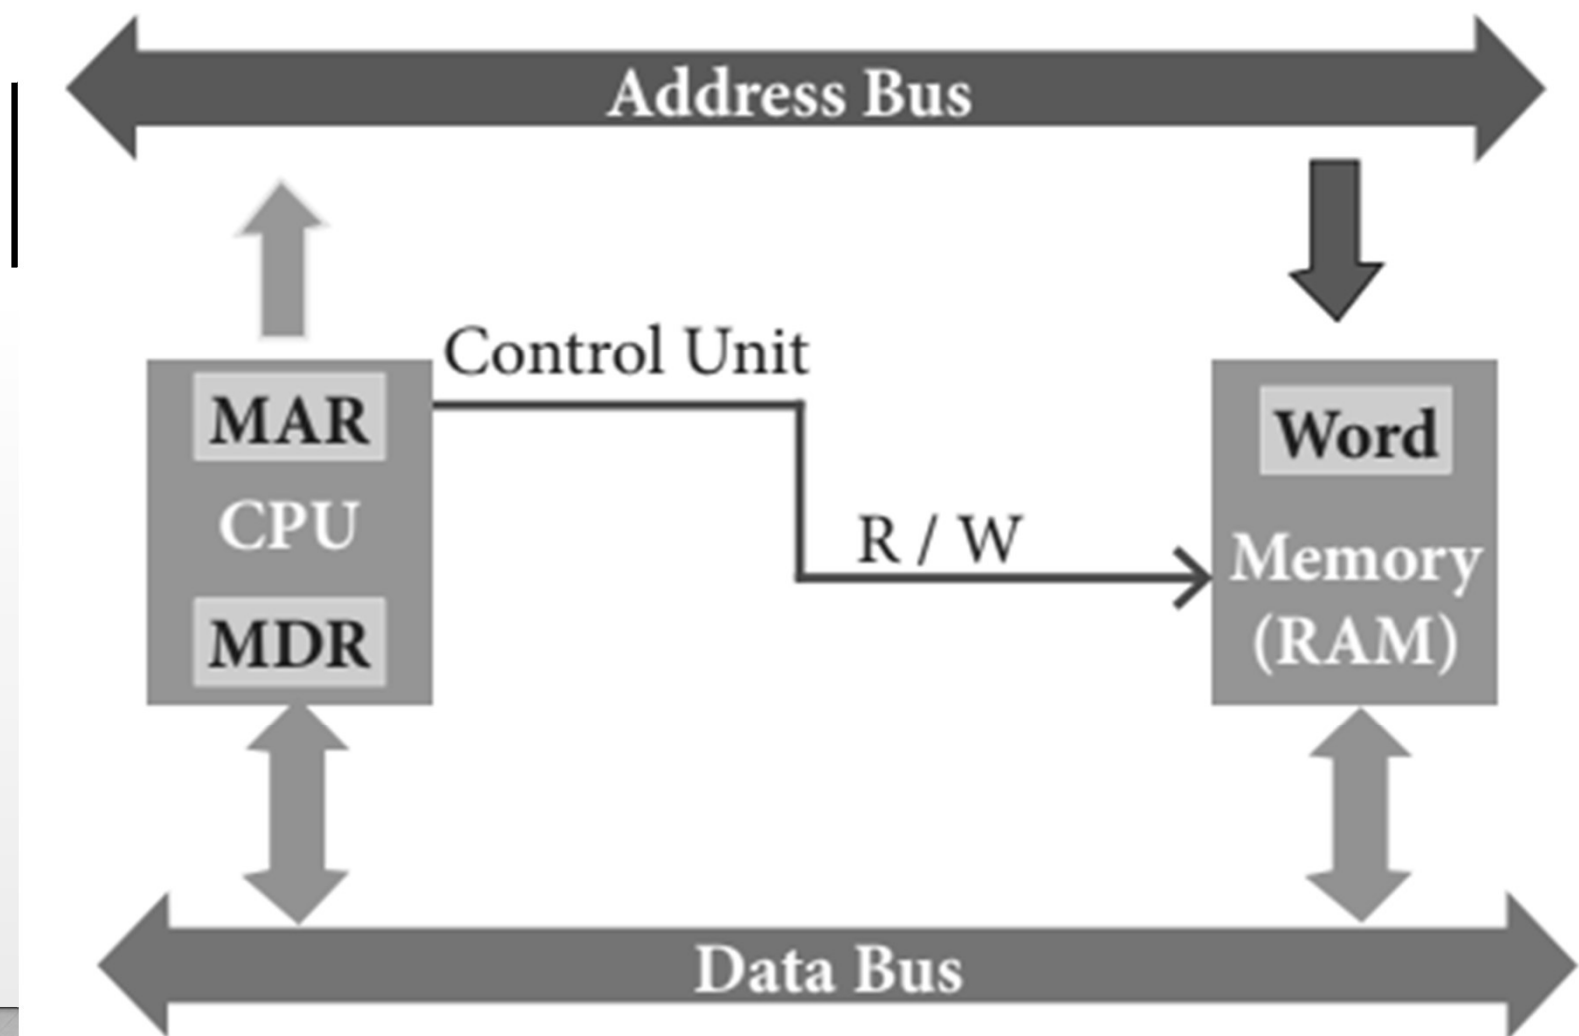 Address Bus
Control Unit
MAR
CPU
MDR
R / W
Word
Memory
(RAM)
Data Bus